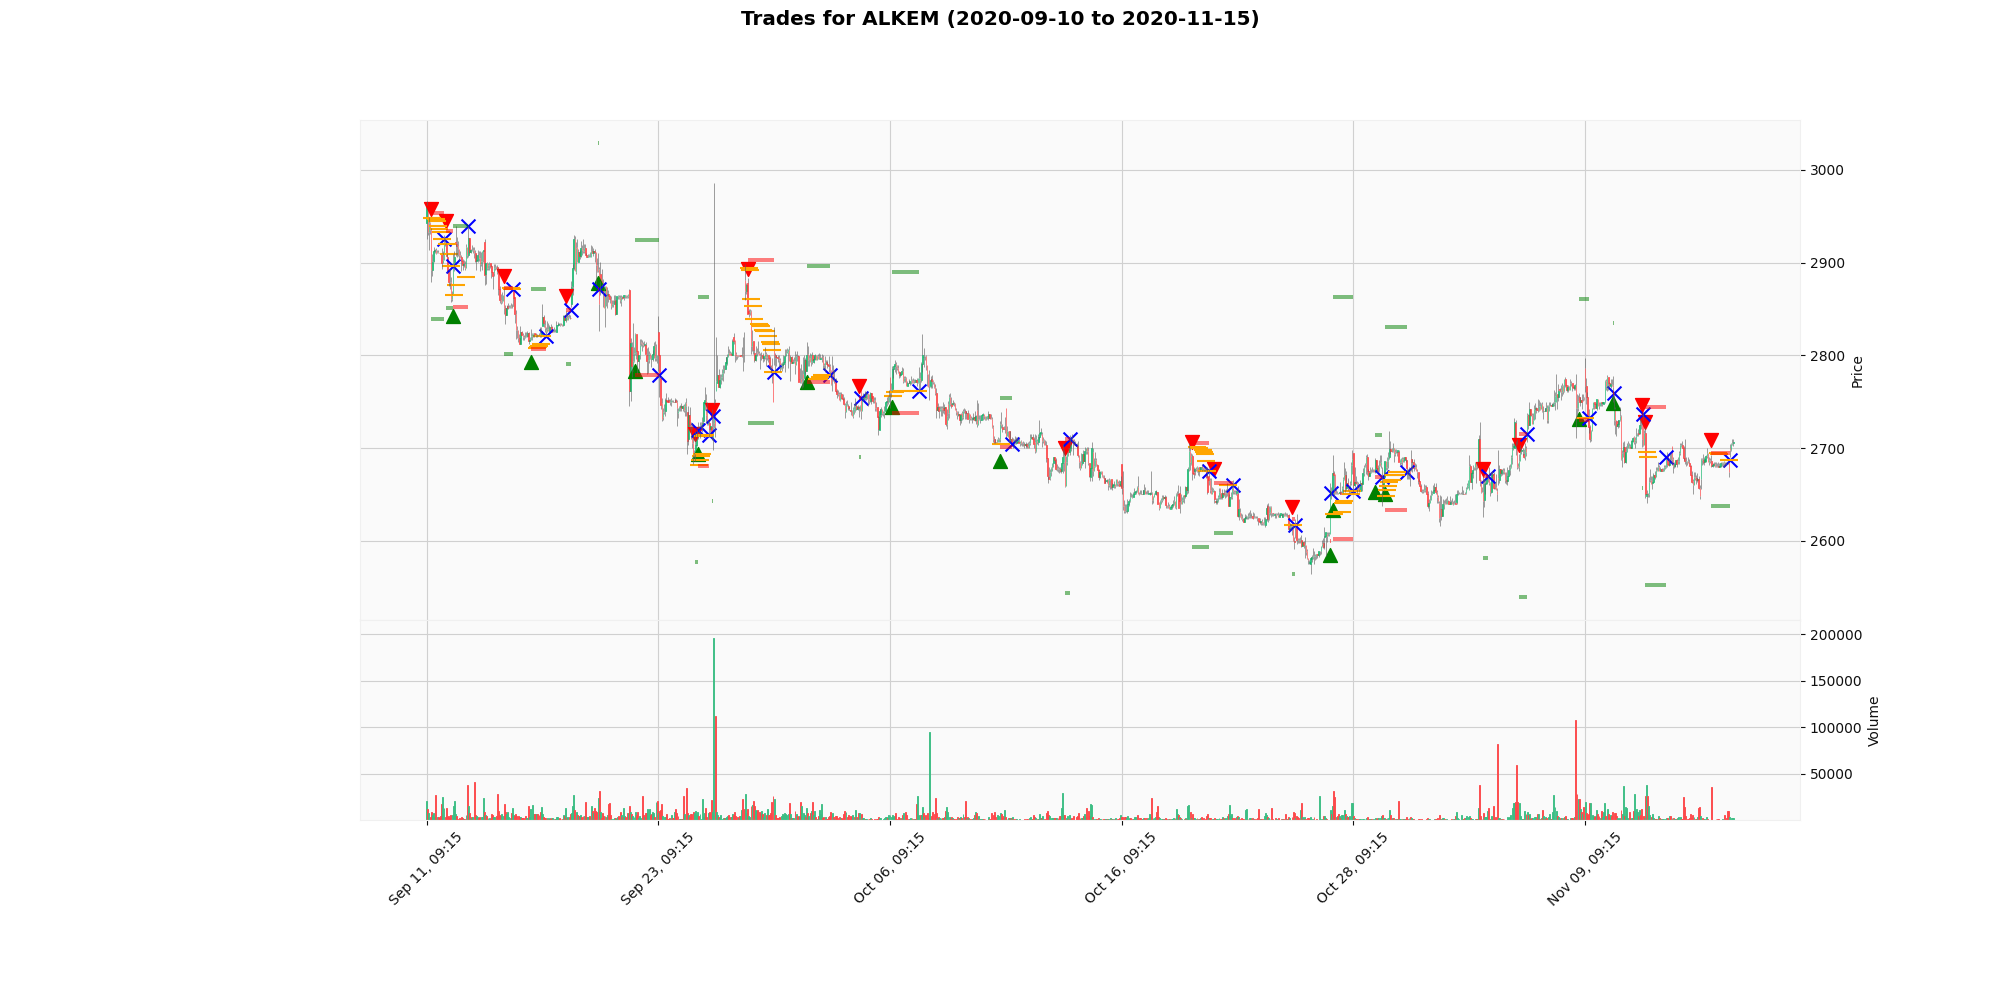 Trades for ALKEM (2020-09-10 to 2020-11-15)
3000
2900
2800
2700
2600
Price
200000
150000
100000
50000
Volume
Sep 11, 09:15
Sep 23, 09:15
Oct 06, 09:15
Oct 16, 09:15
Oct 28, 09:15
Nov 09, 09:15